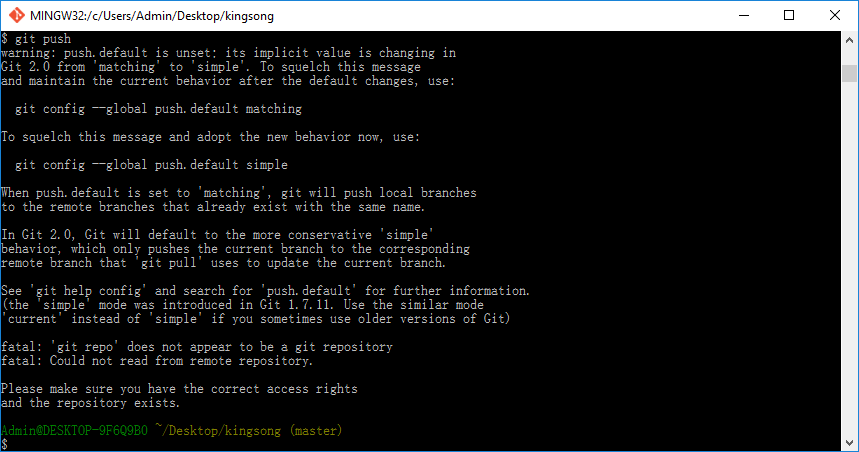 MINGW32:/c/Users/Admin/Desktop/kingsong
$ git push
warning: push.default is unset; its implicit value is changing in
Git 2.0 from 'matching' to 'simple'. To squelch this message
and maintain the current behavior after the default changes, use:
git config --global push.default matching
To squelch this message and adopt the new behavior now, use:
git config --global push.default simple
When push.default is set to 'matching', git will push local branches
to the remote branches that already exist with the same name.
In Git 2.0, Git will default to the more conservative 'simple'
behavior, which only pushes the current branch to the corresponding
remote branch that 'git pull' uses to update the current branch.
See 'git help config' and search for 'push.default' for further information.
(the 'simple' mode was introduced in Git 1.7.11. Use the similar mode
'current' instead of 'simple' if you sometimes use older versions of Git)
fatal: 'git repo' does not appear to be a git repository
fatal: Could not read from remote repository.
Please make sure you have the correct access rights
and the repository exists.
Admin@DESKTOP-9F6Q9B0 ~/Desktop/kingsong (master)
$